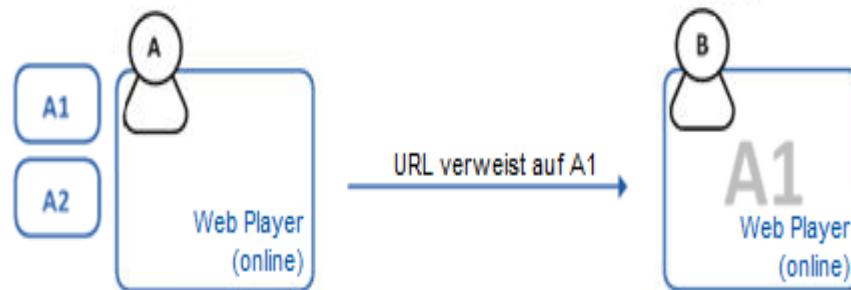 A
B
A1
A2
URL verweist auf A1
A1
Web Player
(online)
Web Player
(online)